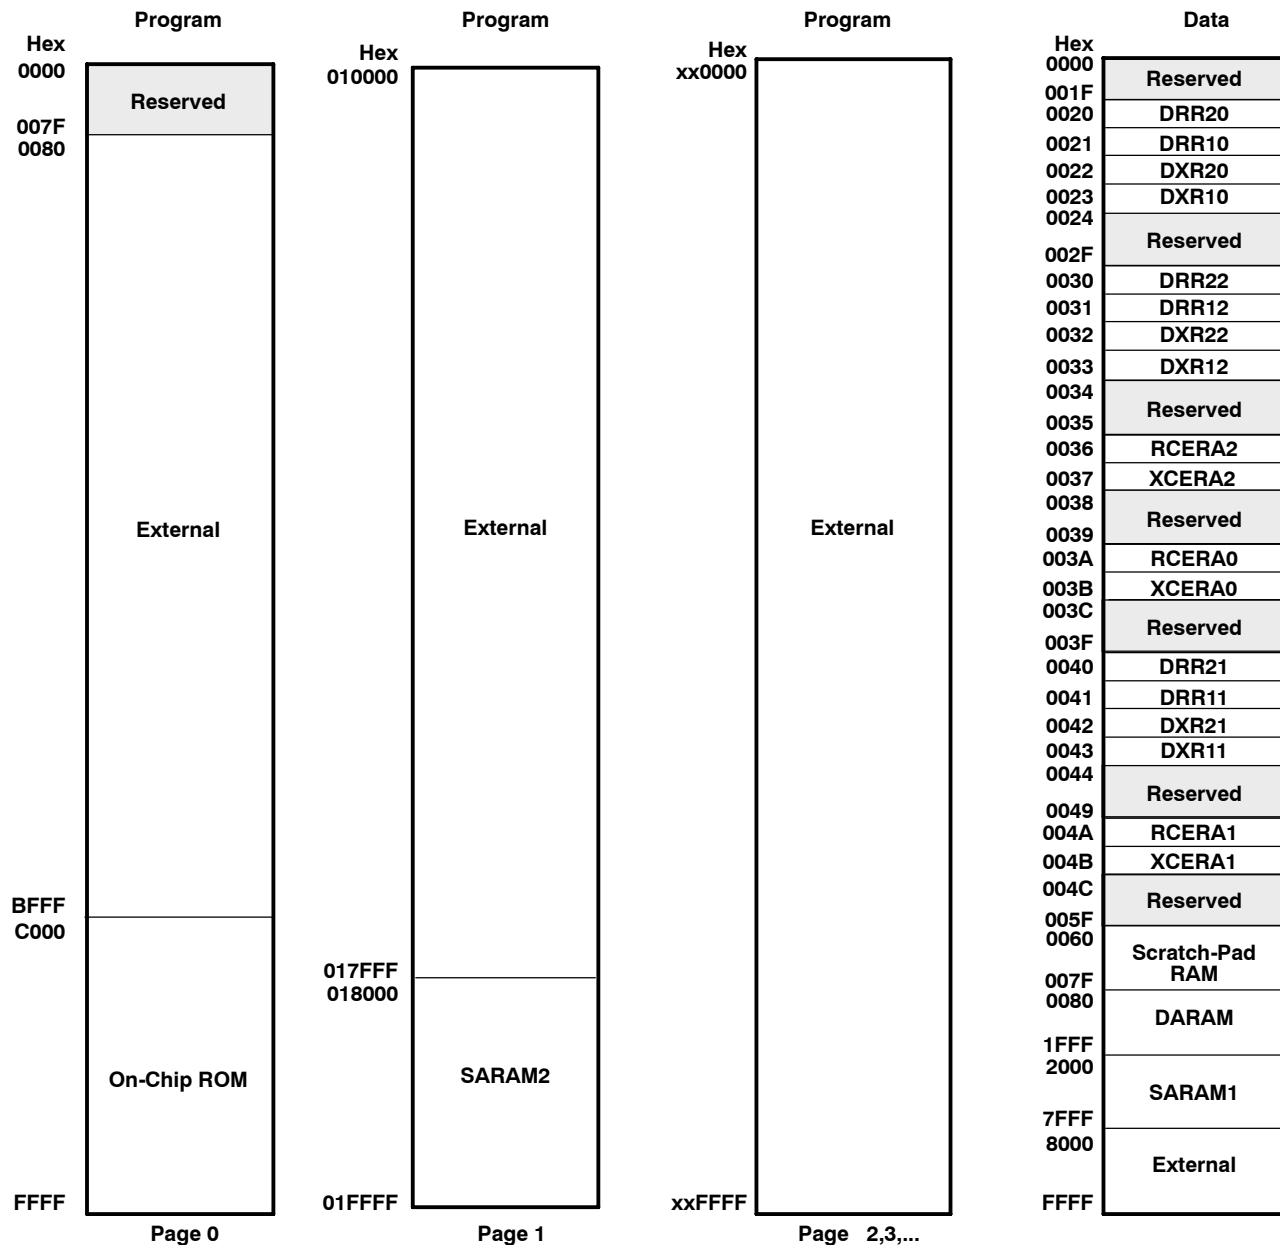 Program
Hex
0000
Reserved
007F
0080
External
BFFF
C000
On-Chip ROM
FFFF
Page 0
Program
Hex
010000
External
017FFF
018000
SARAM2
01FFFF
Page 1
Program
Hex
xx0000
External
xxFFFF
Page 2,3,...
Data
Hex
0000
Reserved
001F
0020 DRR20
0021 DRR10
0022 DXR20
0023 DXR10
0024
Reserved
002F
0030 DRR22
0031 DRR12
0032 DXR22
0033 DXR12
0034
Reserved
0035
0036 RCERA2
0037 XCERA2
0038
Reserved
0039
003A RCERA0
003B XCERA0
003C
Reserved
003F
0040 DRR21
0041 DRR11
0042 DXR21
0043 DXR11
0044
Reserved
0049
004A RCERA1
004B XCERA1
004C
Reserved
005F
0060
Scratch-Pad
RAM
007F
0080
DARAM
1FFF
2000
SARAM1
7FFF
8000
External
FFFF